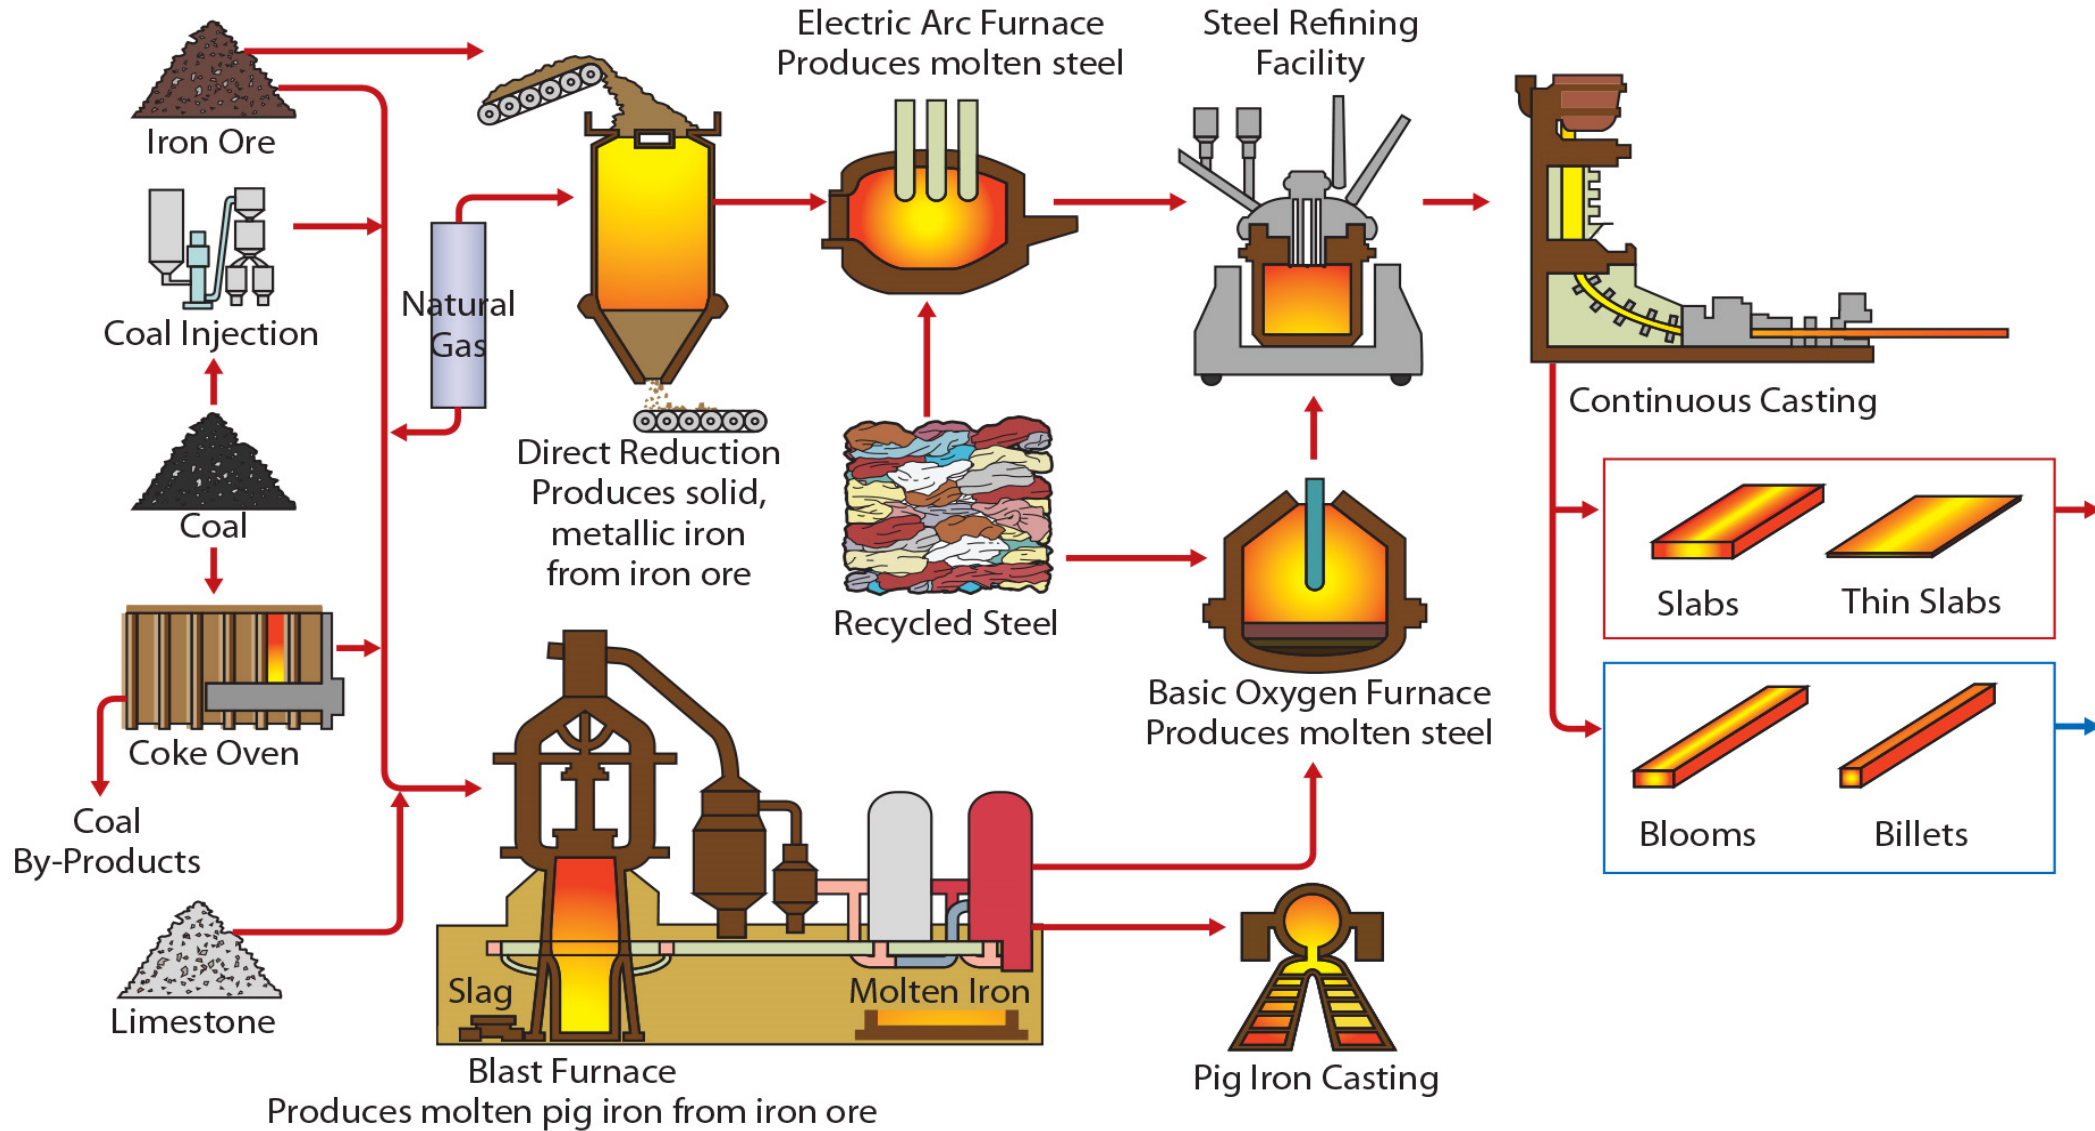 Electric Arc Furnace
Produces molten steel
Steel Refining
Facility
Iron Ore
Coal Injection
Natural
Gas
Continuous Casting
Direct Reduction
Produces solid,
metallic iron
from iron ore
Coal
Recycled Steel
Slabs
Thin Slabs
Basic Oxygen Furnace
Produces molten steel
Coke Oven
Coal
By-Products
Blooms
Billets
Slag
Molten Iron
Limestone
Blast Furnace
Produces molten pig iron from iron ore
Pig Iron Casting